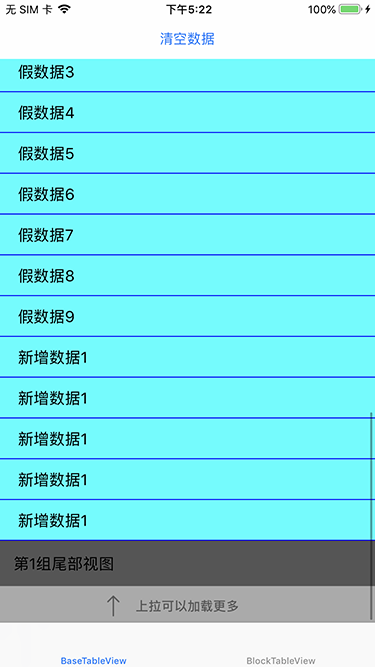 无 SIM 卡 下午5:22 100%
清空数据
假数据3
假数据4
假数据5
假数据6
假数据7
假数据8
假数据9
新增数据1
新增数据1
新增数据1
新增数据1
新增数据1
第1组尾部视图
上拉可以加载更多
BaseTableView BlockTableView